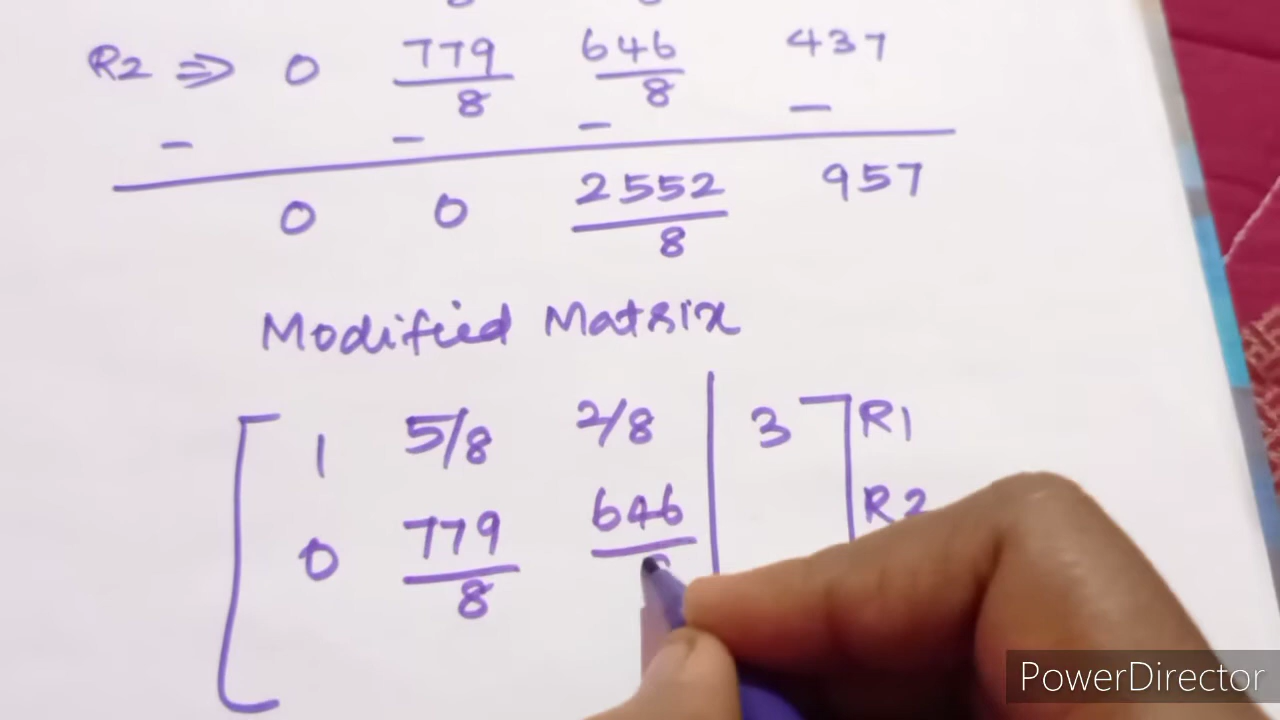 R2 ⇒ 0 779/8 646/8 437
- - - -
0 0 2552/8 957
Modified Matrix
1 5/8 2/8 3 R1
0 779/8 646 R2
PowerDirector